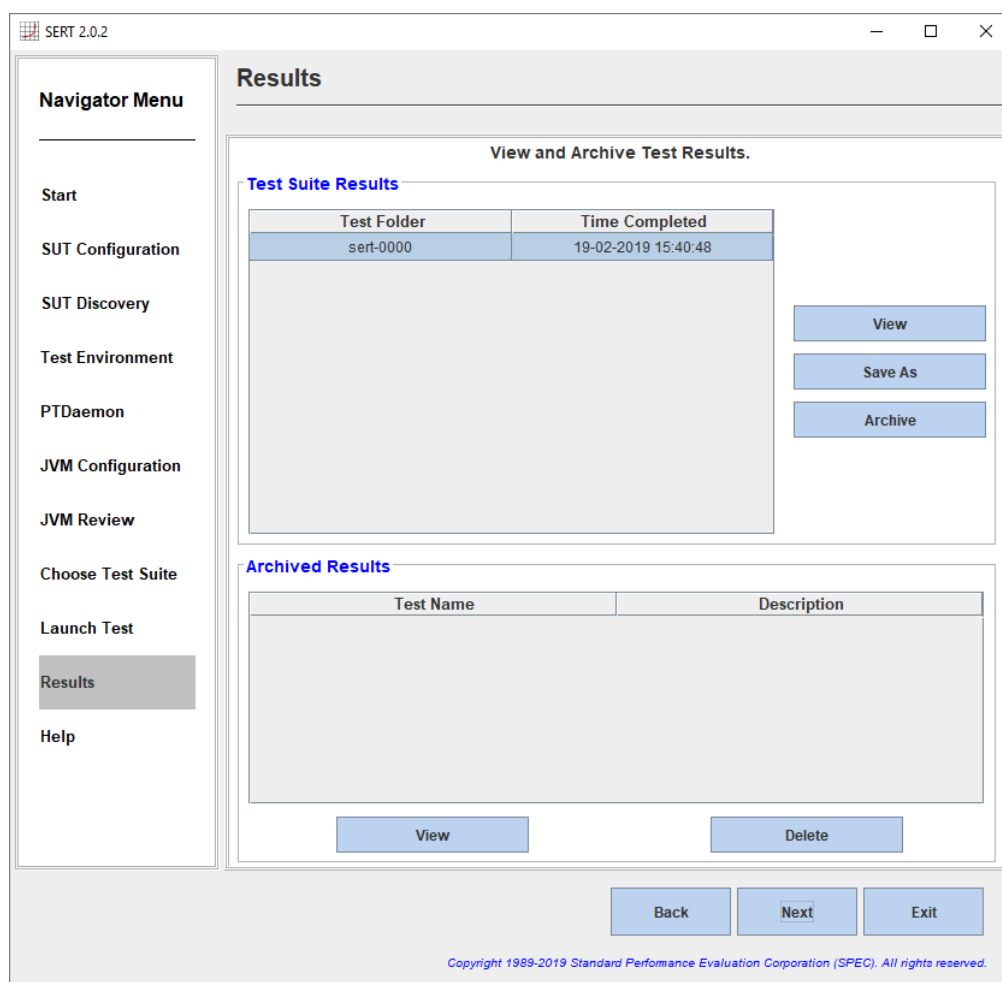 SERT 2.0.2
Navigator Menu
Start
SUT Configuration
SUT Discovery
Test Environment
PTDaemon
JVM Configuration
JVM Review
Choose Test Suite
Launch Test
Results
Help
Results
View and Archive Test Results.
Test Suite Results
Test Folder Time Completed
sert-0000 19-02-2019 15:40:48
View
Save As
Archive
Archived Results
Test Name Description
View Delete
Back Next Exit
Copyright 1989-2019 Standard Performance Evaluation Corporation (SPEC). All rights reserved.